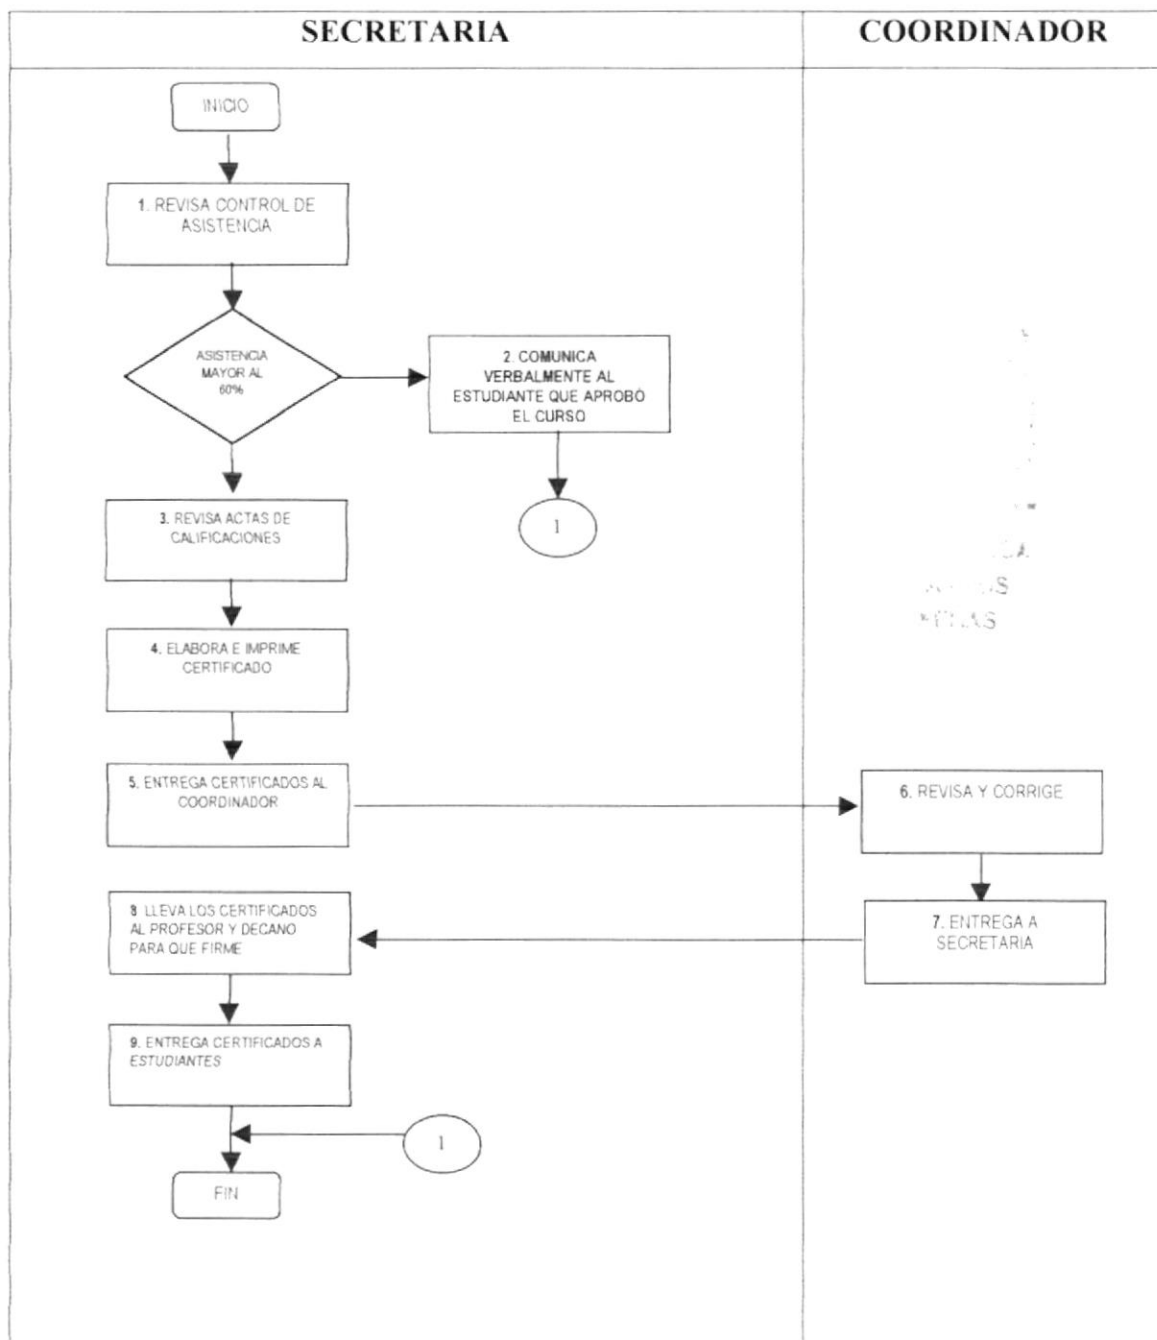 SECRETARIA
COORDINADOR
INICIO
1. REVISA CONTROL DE
ASISTENCIA
ASISTENCIA
MAYOR AL
60%
2. COMUNICA
VERBALMENTE AL
ESTUDIANTE QUE APROBÓ
EL CURSO
3. REVISA ACTAS DE
CALIFICACIONES
1
4. ELABORA E IMPRIME
CERTIFICADO
5. ENTREGA CERTIFICADOS AL
COORDINADOR
6. REVISA Y CORRIGE
8 LLEVA LOS CERTIFICADOS
AL PROFESOR Y DECANO
PARA QUE FIRME
7. ENTREGA A
SECRETARIA
9. ENTREGA CERTIFICADOS A
ESTUDIANTES
1
FIN